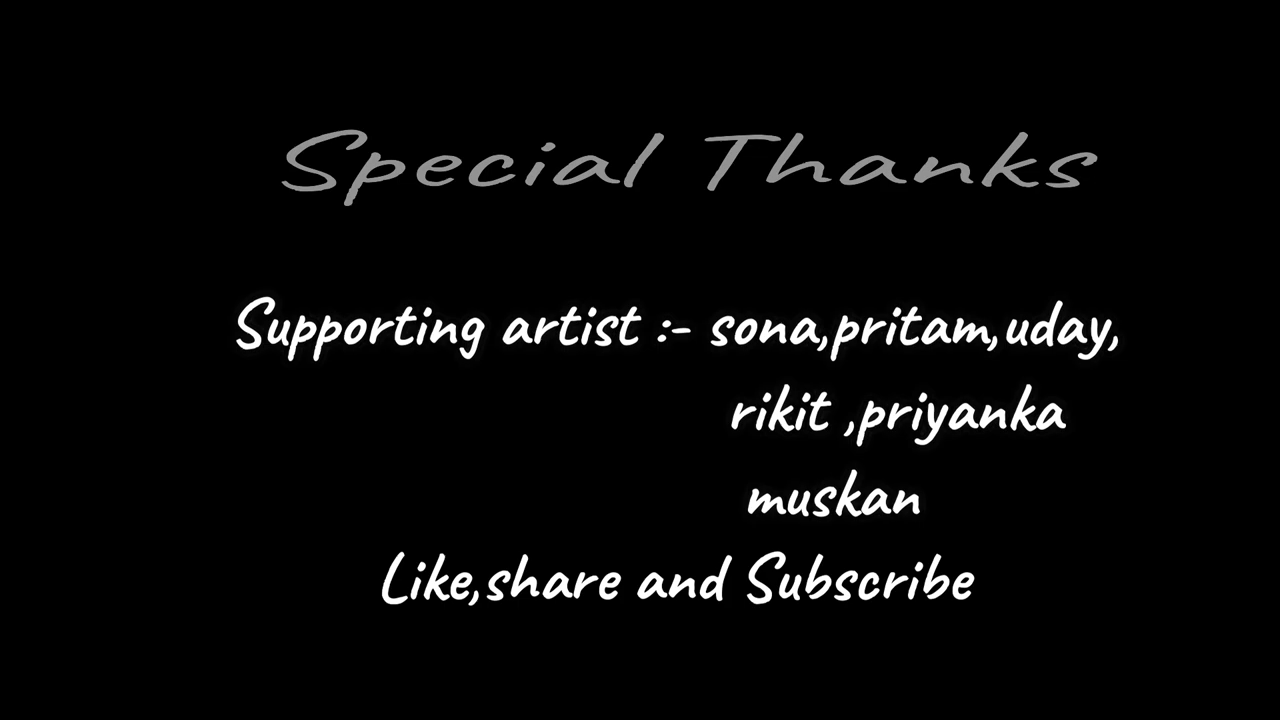 Special Thanks
Supporting artist :- sona,pritam,uday,
rikit ,priyanka
muskan
Like,share and Subscribe